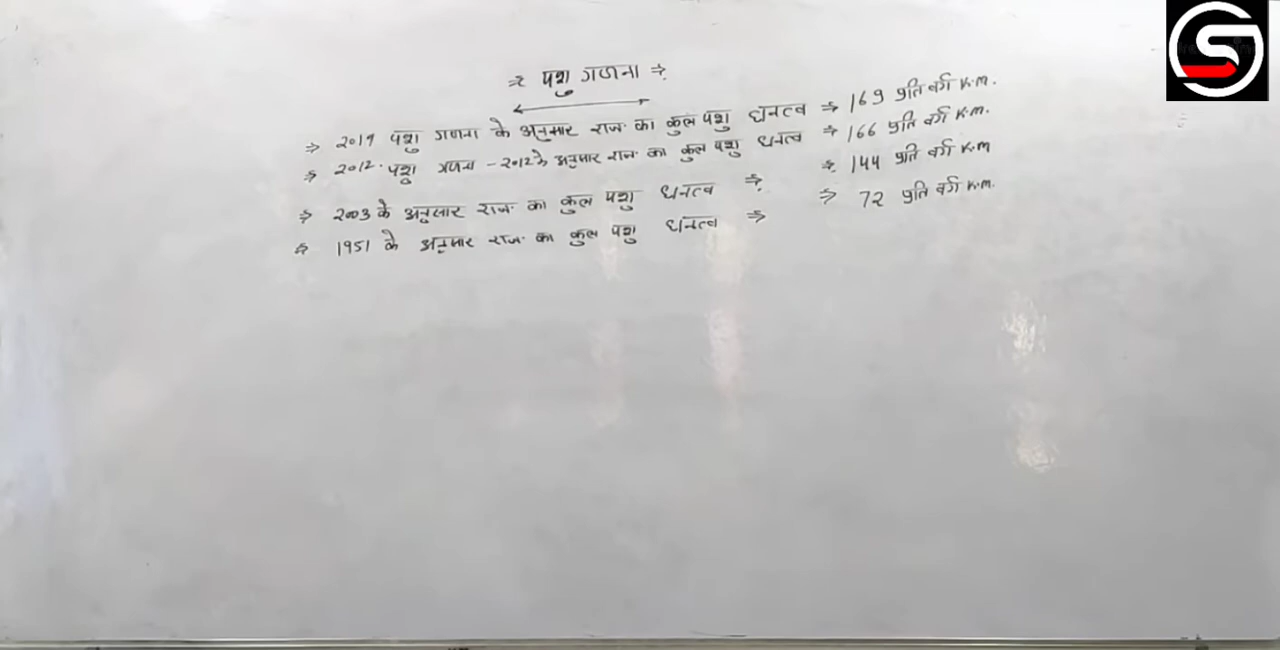 ⇒ पशु गणना ⇒
⇒ 2019 पशु गणना के अनुसार राज. का कुल पशु घनत्व ⇒ 169 प्रति वर्ग K.m.
⇒ 2012. पशु गणना - 2012 के अनुसार राज का कुल पशु घनत्व ⇒ 166 प्रति वर्ग K.m.
⇒ 2003 के अनुसार राज. का कुल पशु घनत्व ⇒ ⇒ 144 प्रति वर्ग K.m
⇒ 1951 के अनुसार राज. का कुल पशु घनत्व ⇒ ⇒ 72 प्रति वर्ग K.m.